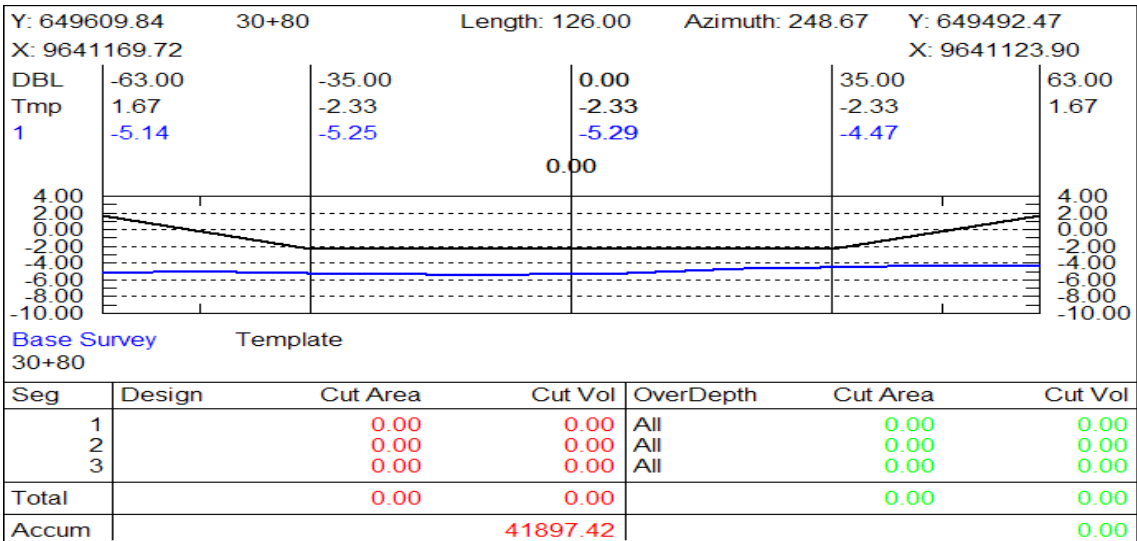 Y: 649609.84 30+80 Length: 126.00 Azimuth: 248.67 Y: 649492.47
X: 9641169.72 X: 9641123.90
DBL -63.00 -35.00 0.00 35.00 63.00
Tmp 1.67 -2.33 -2.33 -2.33 1.67
1 -5.14 -5.25 -5.29 -4.47
0.00
4.00 4.00
2.00 2.00
0.00 0.00
-2.00 -2.00
-4.00 -4.00
-6.00 -6.00
-8.00 -8.00
-10.00 -10.00
Base Survey Template
30+80
Seg Design Cut Area Cut Vol OverDepth Cut Area Cut Vol
1 0.00 0.00 All 0.00 0.00
2 0.00 0.00 All 0.00 0.00
3 0.00 0.00 All 0.00 0.00
Total 0.00 0.00 0.00 0.00
Accum 41897.42 0.00